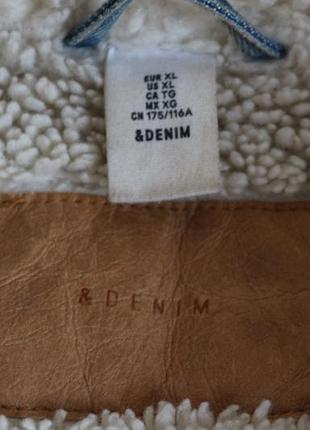 EUR XL
US XL
CA TG
MX XG
CN 175/116A
&DENIM
& DENIM